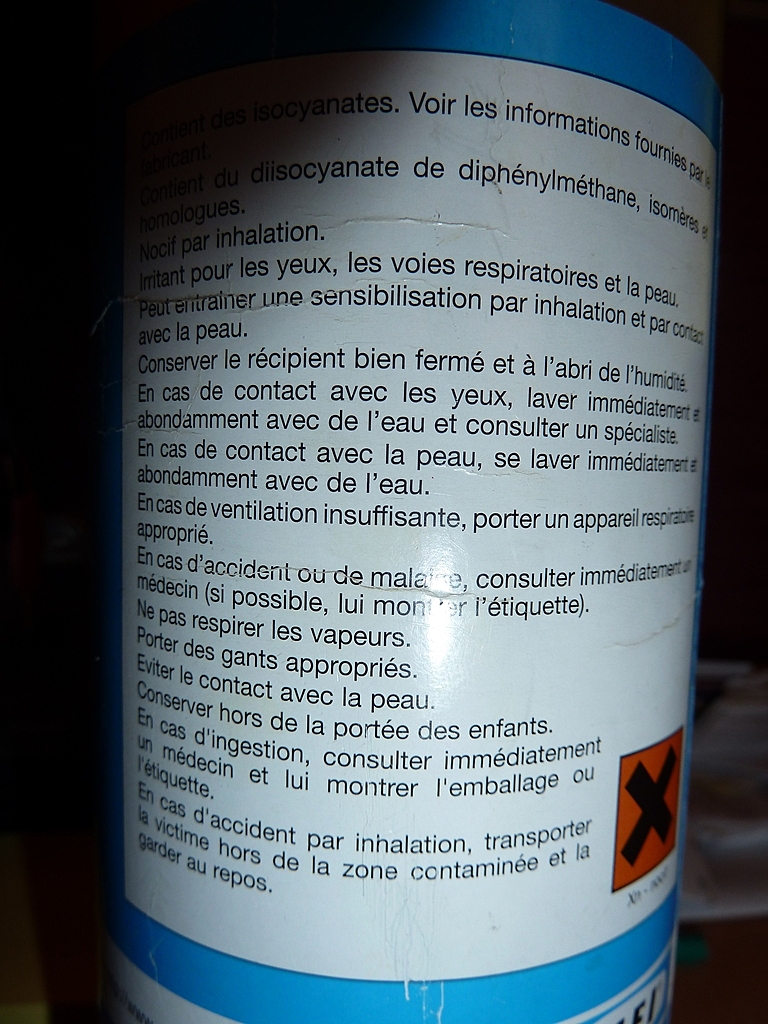 Contient des isocyanates. Voir les informations fournies par le
fabricant.
Contient du diisocyanate de diphénylméthane, isomères et
homologues.
Nocif par inhalation.
Irritant pour les yeux, les voies respiratoires et la peau.
Peut entraîner une sensibilisation par inhalation et par contact
avec la peau.
Conserver le récipient bien fermé et à l'abri de l'humidité.
En cas de contact avec les yeux, laver immédiatement et
abondamment avec de l'eau et consulter un spécialiste.
En cas de contact avec la peau, se laver immédiatement et
abondamment avec de l'eau.
En cas de ventilation insuffisante, porter un appareil respiratoire
approprié.
En cas d'accident ou de malaise, consulter immédiatement un
médecin (si possible, lui montrer l'étiquette).
Ne pas respirer les vapeurs.
Porter des gants appropriés.
Eviter le contact avec la peau.
Conserver hors de la portée des enfants.
En cas d'ingestion, consulter immédiatement
un médecin et lui montrer l'emballage ou
l'étiquette.
En cas d'accident par inhalation, transporter
la victime hors de la zone contaminée et la
garder au repos.
Xn - nocif